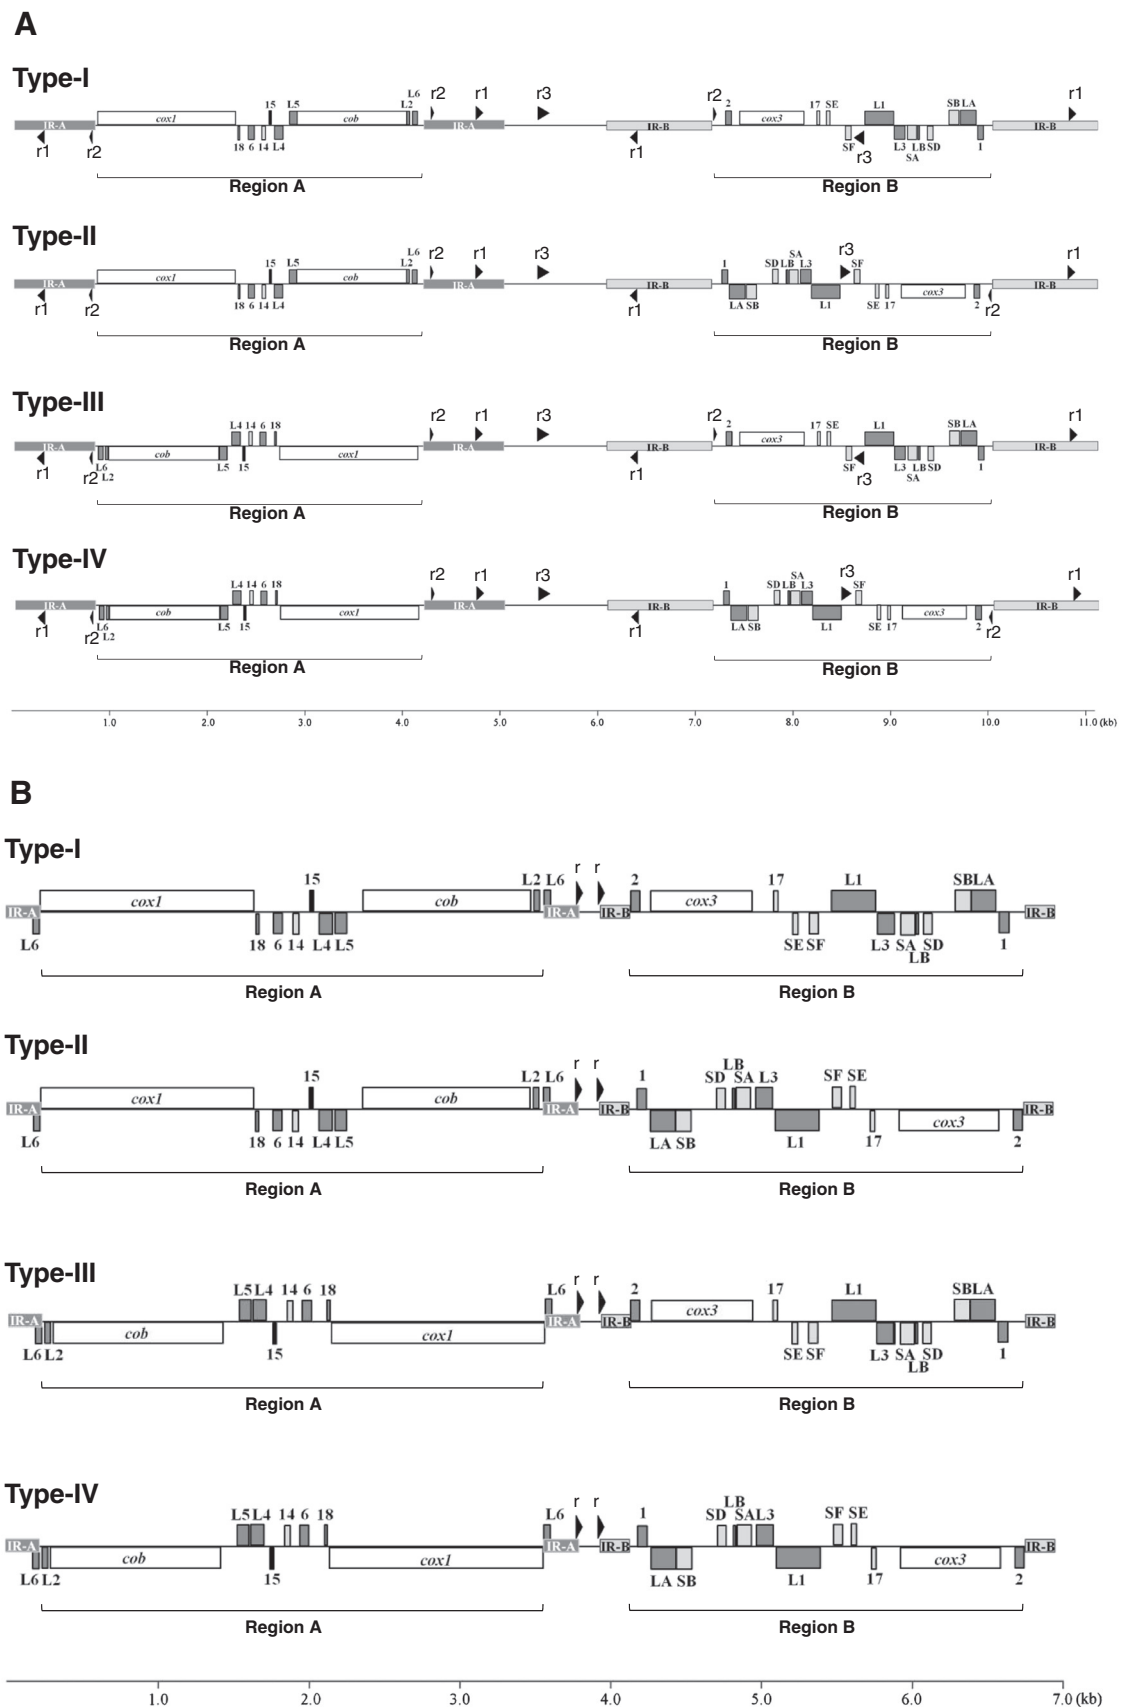 A
Type-I
L6
15 L5 L2 r2 r1 r3 r2 2 17 SE L1 SB LA r1
IR-A cox1 cob IR-A IR-B cox3 IR-B
r1 r2 18 6 14 L4 r1 SF r3 L3 SA LB SD 1
Region A Region B
Type-II
L6
15 L5 L2 r2 r1 r3 1 SD LB SA L3 r3 SF r1
IR-A cox1 cob IR-A IR-B IR-B
r1 r2 18 6 14 L4 r1 LA SB L1 SE 17 cox3 2 r2
Region A Region B
Type-III
L4 14 6 18 r2 r1 r3 r2 2 17 SE L1 SB LA r1
IR-A IR-A IR-B cox3 IR-B
r1 r2 L6 L2 cob L5 15 cox1 r1 SF r3 L3 SA LB SD 1
Region A Region B
Type-IV
L4 14 6 18 r2 r1 r3 1 SD LB SA L3 r3 SF r1
IR-A IR-A IR-B IR-B
r1 r2 L6 L2 cob L5 15 cox1 r1 LA SB L1 SE 17 cox3 2 r2
Region A Region B
1.0 2.0 3.0 4.0 5.0 6.0 7.0 8.0 9.0 10.0 11.0 (kb)
B
Type-I
15 L2 L6 r r 2 17 L1 SB LA
IR-A cox1 cob IR-A IR-B cox3 IR-B
L6 18 6 14 L4 L5 SE SF L3 SA LB SD 1
Region A Region B
Type-II
15 L2 L6 r r 1 SD LB SA L3 SF SE
IR-A cox1 cob IR-A IR-B IR-B
L6 18 6 14 L4 L5 LA SB L1 17 cox3 2
Region A Region B
Type-III
L5 L4 14 6 18 L6 r r 2 17 L1 SB LA
IR-A IR-A IR-B cox3 IR-B
L6 L2 cob 15 cox1 SE SF L3 SA LB SD 1
Region A Region B
Type-IV
L5 L4 14 6 18 L6 r r 1 SD LB SA L3 SF SE
IR-A IR-A IR-B IR-B
L6 L2 cob 15 cox1 LA SB L1 17 cox3 2
Region A Region B
1.0 2.0 3.0 4.0 5.0 6.0 7.0 (kb)